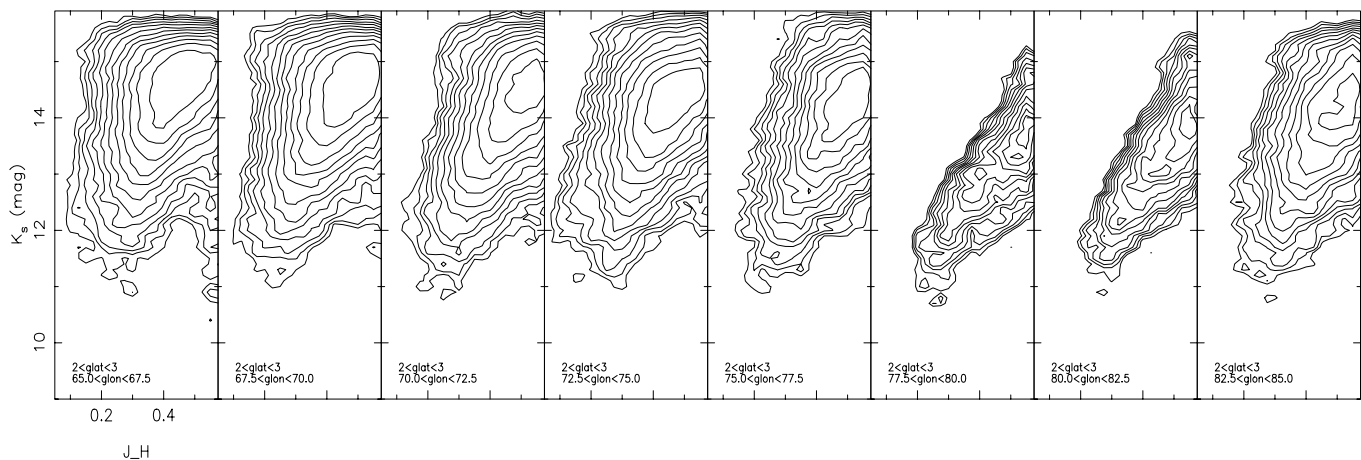 14
12
10
K_s (mag)
2<glat<3
65.0<glon<67.5
2<glat<3
67.5<glon<70.0
2<glat<3
70.0<glon<72.5
2<glat<3
72.5<glon<75.0
2<glat<3
75.0<glon<77.5
2<glat<3
77.5<glon<80.0
2<glat<3
80.0<glon<82.5
2<glat<3
82.5<glon<85.0
0.2 0.4
J_H